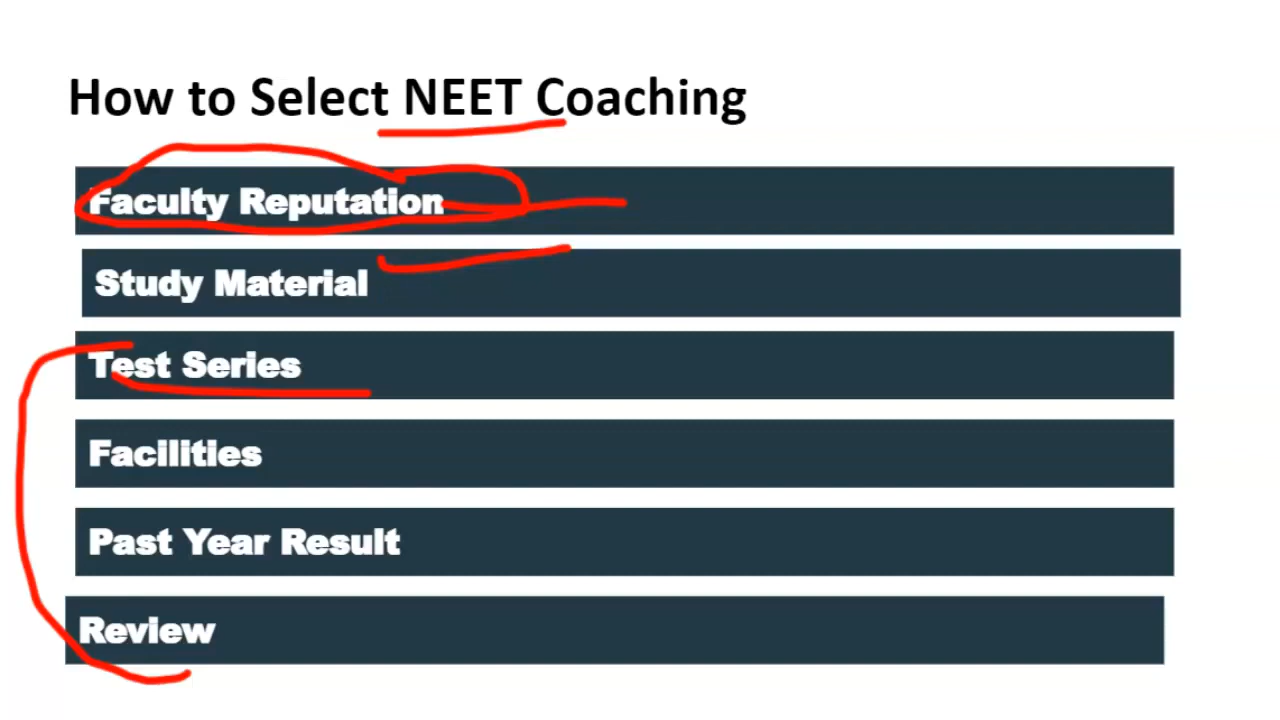 How to Select NEET Coaching
Faculty Reputation
Study Material
Test Series
Facilities
Past Year Result
Review